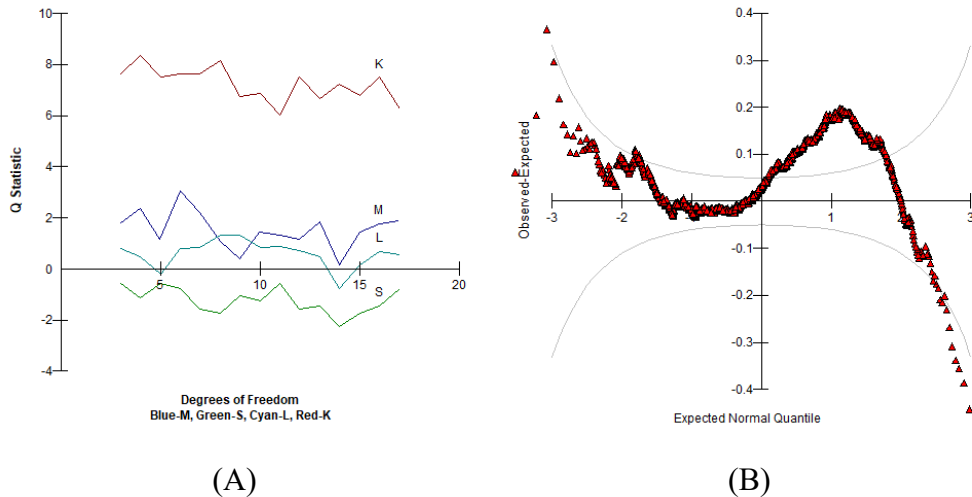 10
8
6
4
2
0
-2
-4
Q Statistic
K
M
L
S
5
10
15
20
Degrees of Freedom
Blue-M, Green-S, Cyan-L, Red-K
(A)
0.4
0.3
0.2
0.1
Observed-Expected
-3
-2
-1
0
1
2
3
-0.1
-0.2
-0.3
-0.4
Expected Normal Quantile
(B)